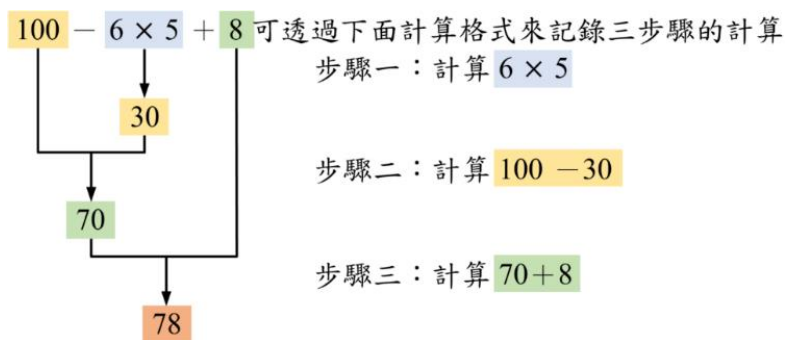 100 − 6 × 5 + 8 可透過下面計算格式來記錄三步驟的計算
步驟一：計算 6 × 5
30
步驟二：計算 100 −30
70
步驟三：計算 70＋8
78